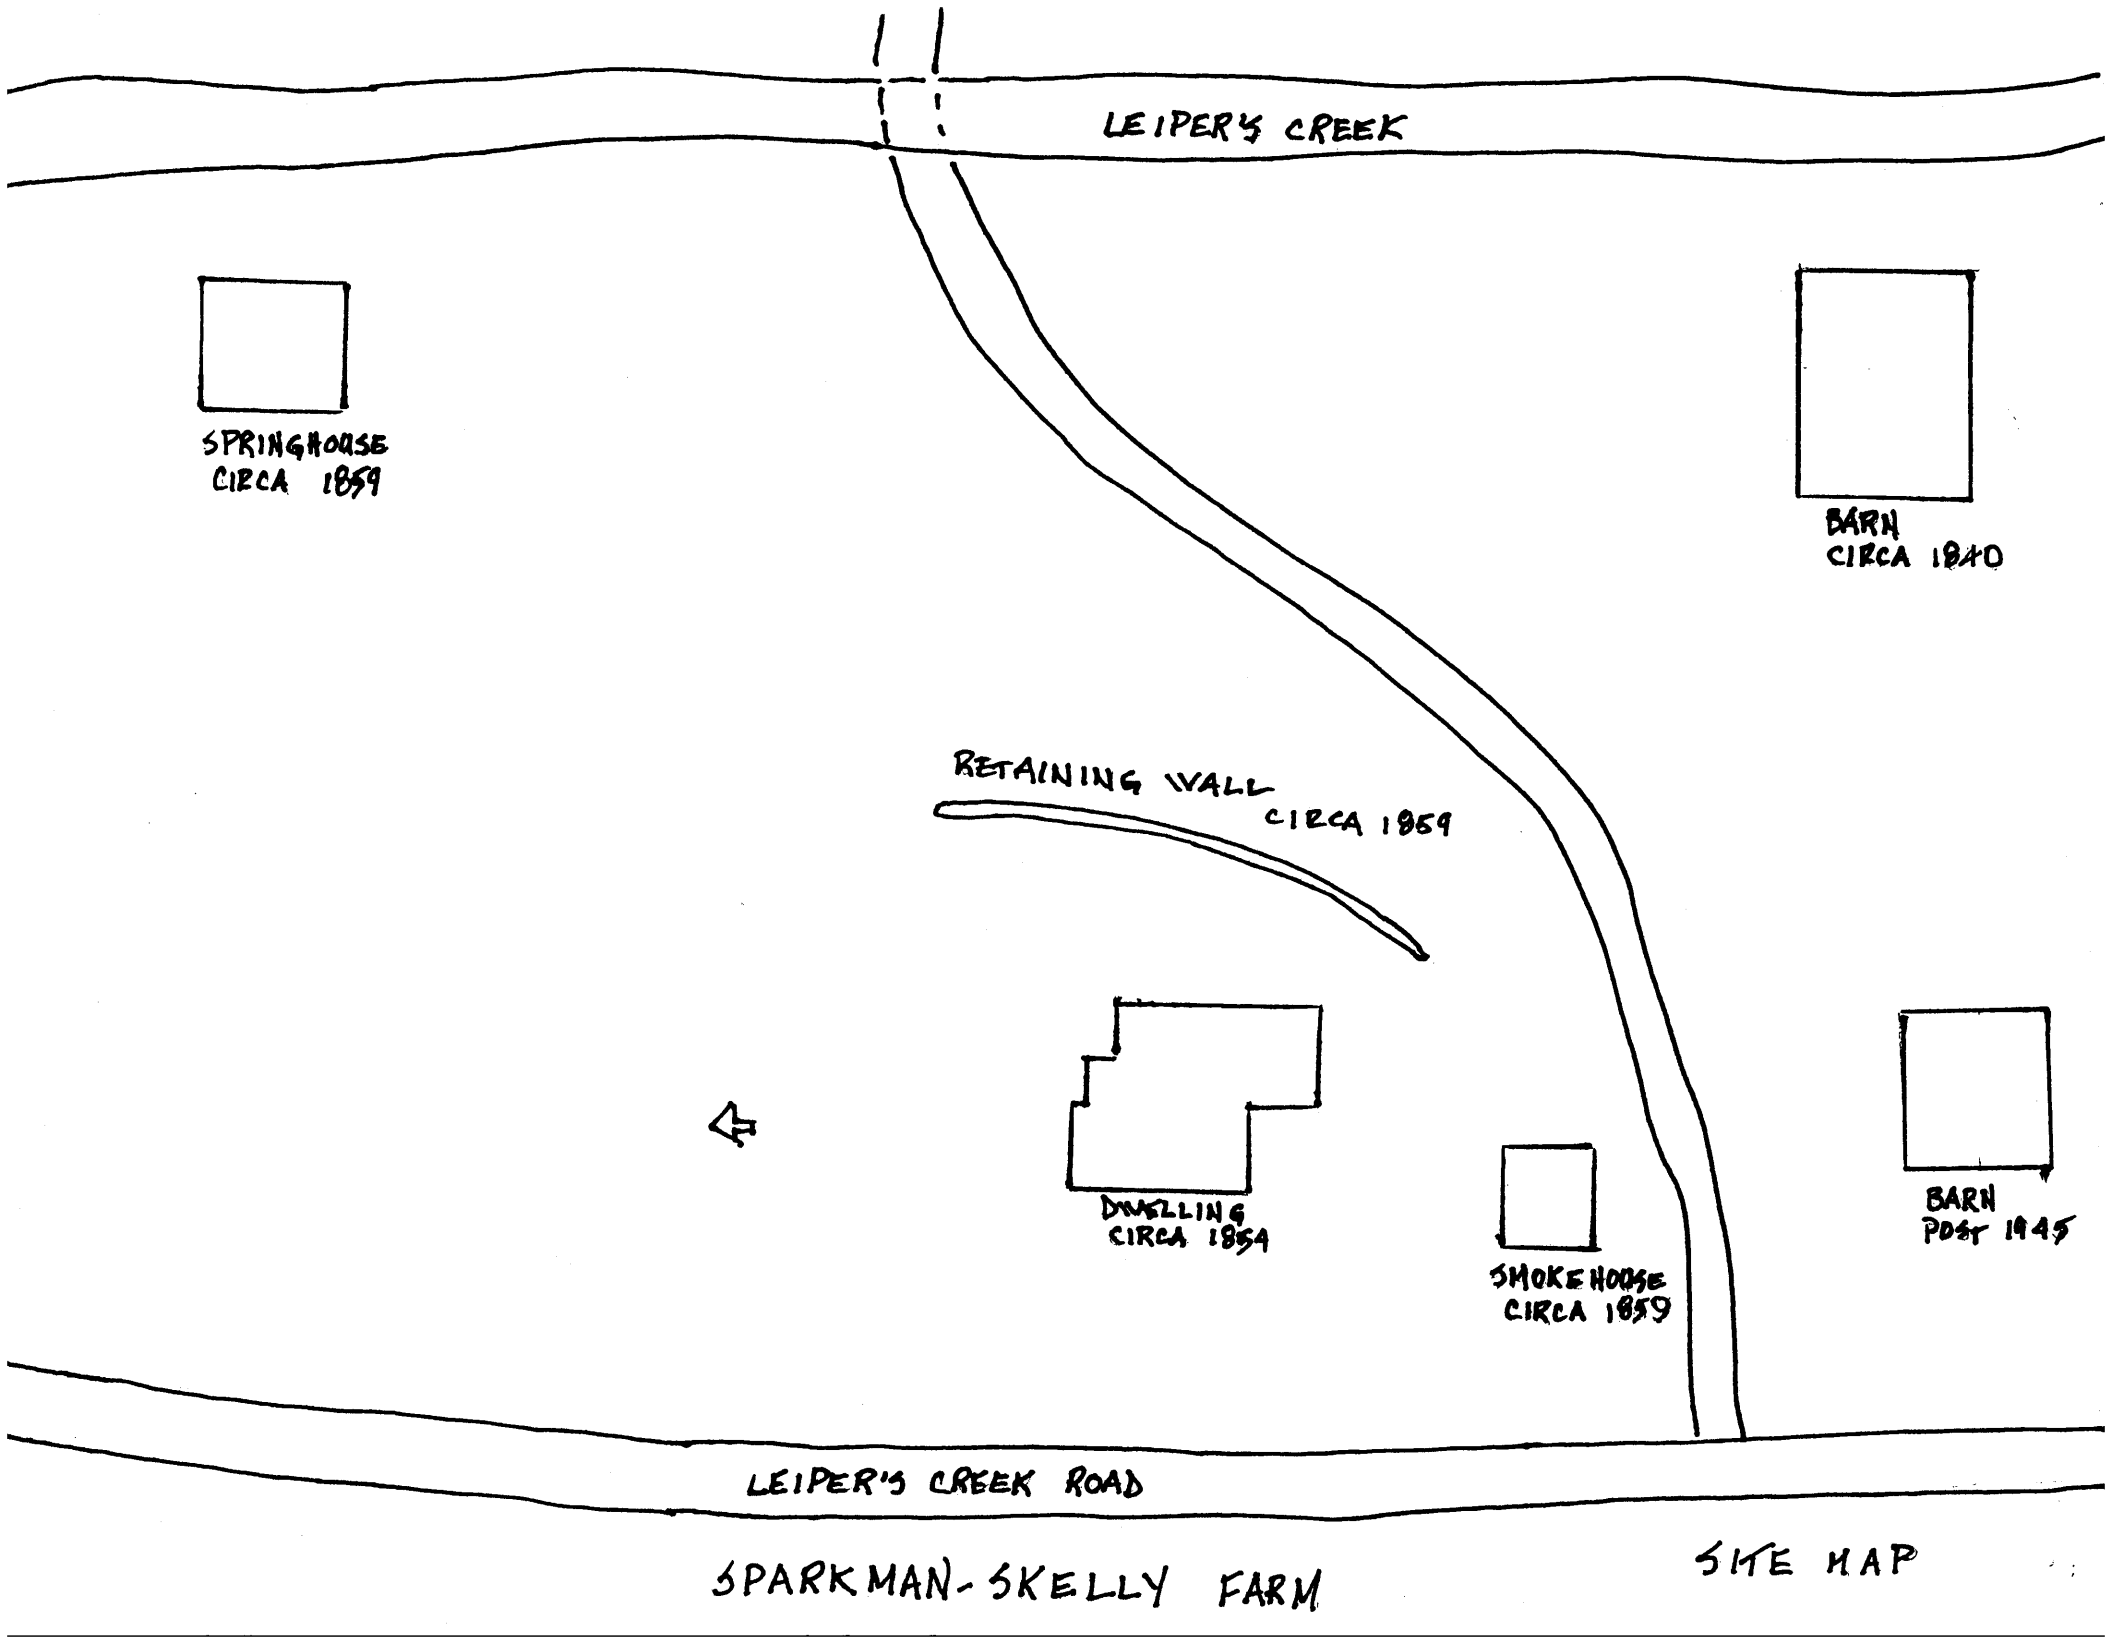 LEIPER'S CREEK
SPRINGHOUSE
CIRCA 1859
BARN
CIRCA 1840
RETAINING WALL
CIRCA 1859
DWELLING
CIRCA 1854
BARN
POST 1945
SMOKEHOUSE
CIRCA 1859
LEIPER'S CREEK ROAD
SITE MAP
SPARKMAN-SKELLY FARM